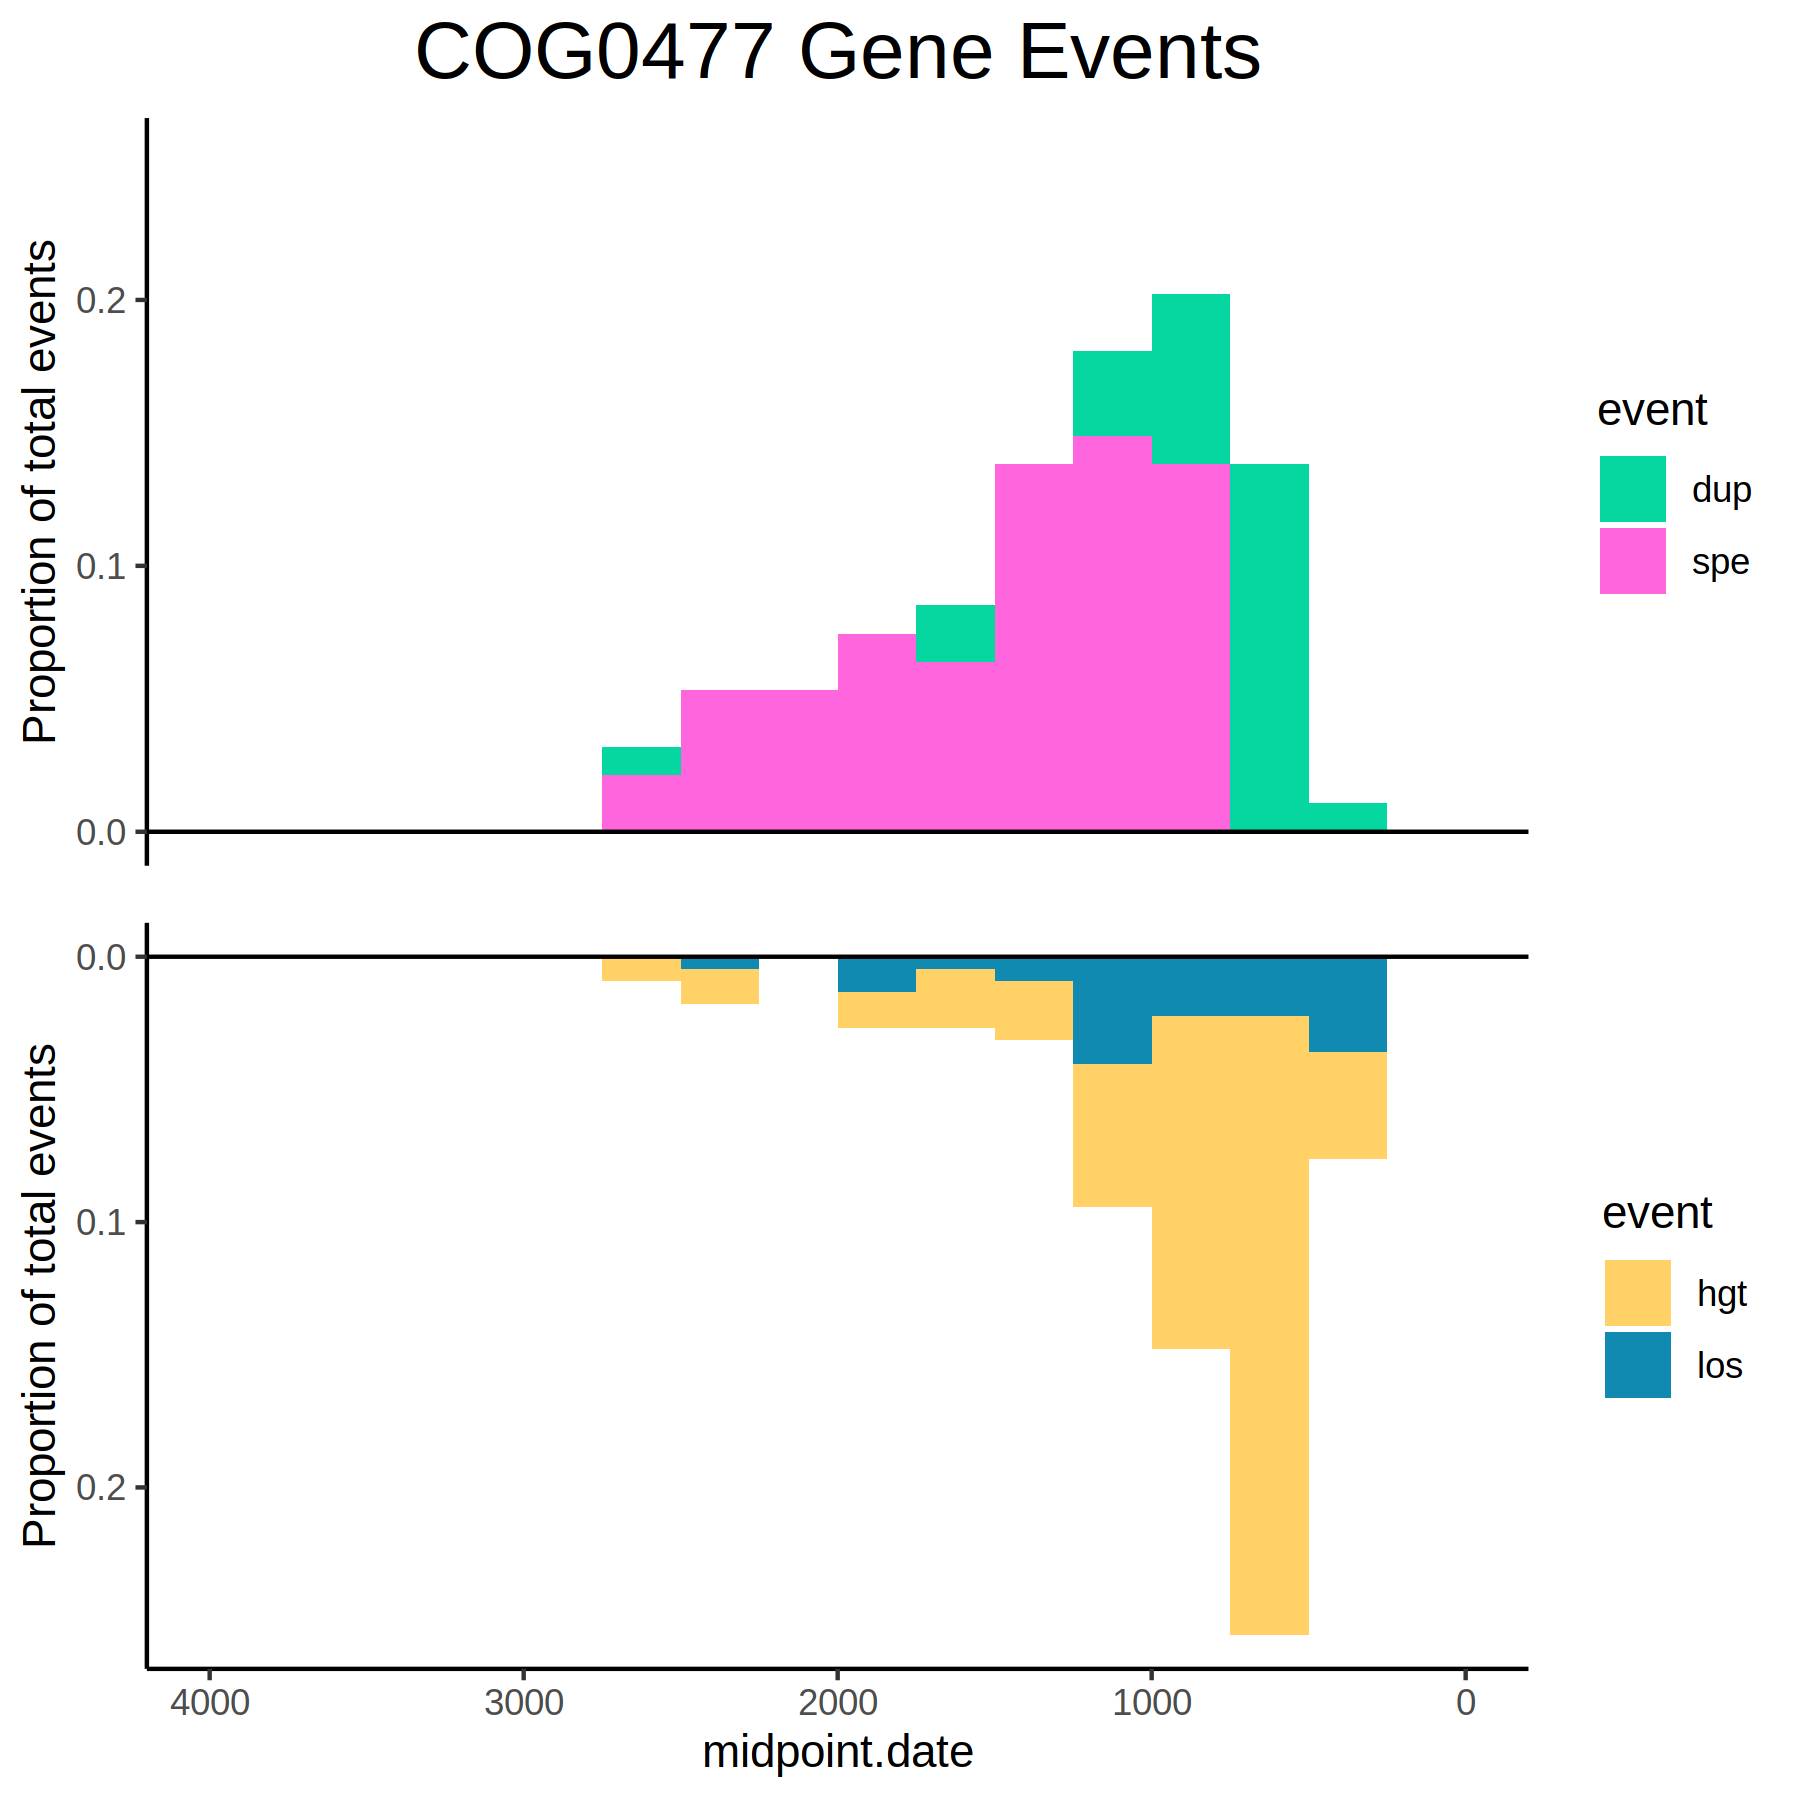 COG0477 Gene Events
Proportion of total events
0.2
0.1
0.0
event
dup
spe
Proportion of total events
0.0
0.1
0.2
event
hgt
los
4000 3000 2000 1000 0
midpoint.date